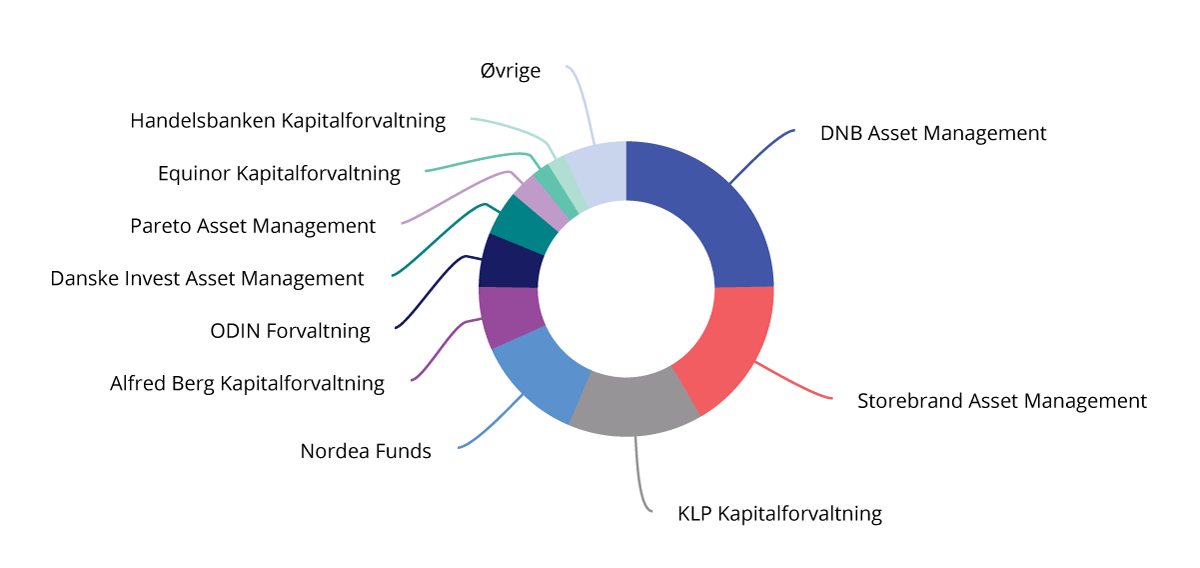 Øvrige
Handelsbanken Kapitalforvaltning
DNB Asset Management
Equinor Kapitalforvaltning
Pareto Asset Management
Danske Invest Asset Management
ODIN Forvaltning
Alfred Berg Kapitalforvaltning
Storebrand Asset Management
Nordea Funds
KLP Kapitalforvaltning